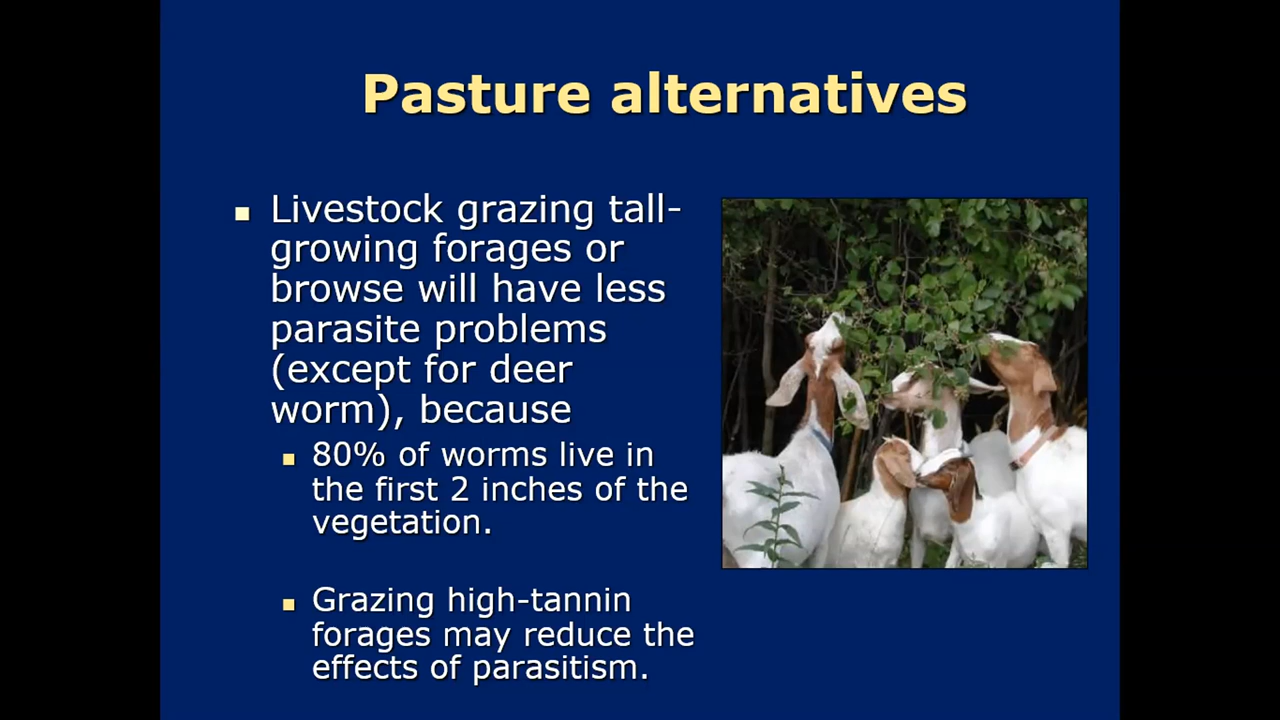 Pasture alternatives
Livestock grazing tall-
growing forages or
browse will have less
parasite problems
(except for deer
worm), because
80% of worms live in
the first 2 inches of the
vegetation.
Grazing high-tannin
forages may reduce the
effects of parasitism.